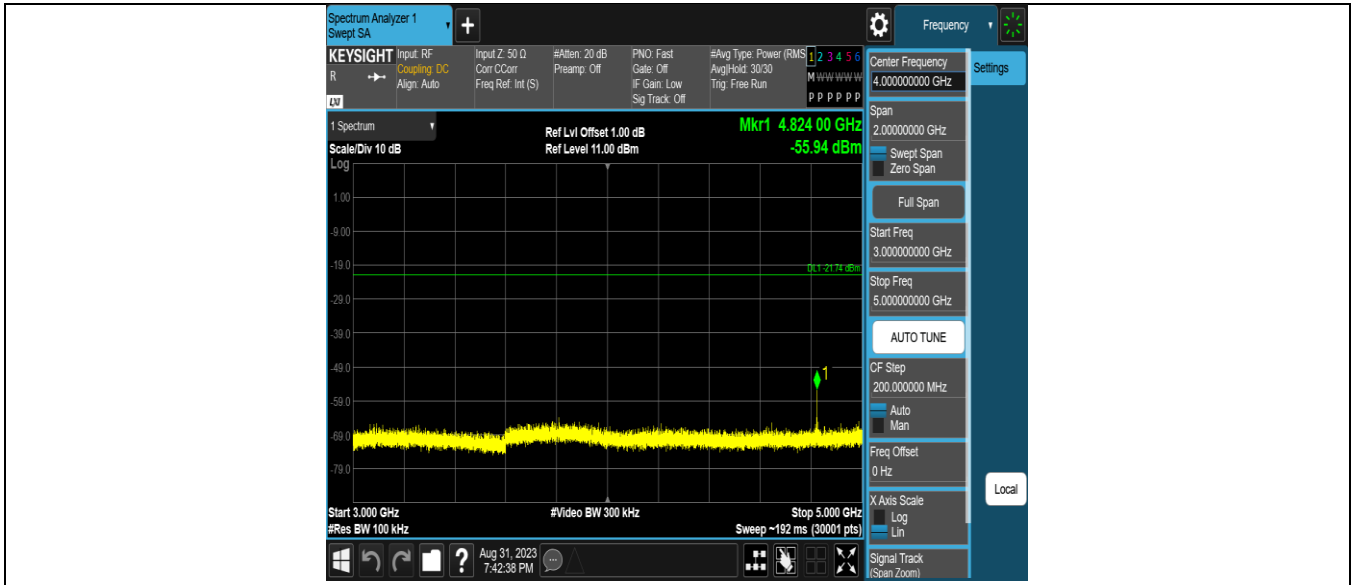 Spectrum Analyzer 1
Swept SA
Frequency
KEYSIGHT
R
LXI
Input: RF
Coupling: DC
Align: Auto
Input Z: 50 Ω
Corr CCorr
Freq Ref: Int (S)
#Atten: 20 dB
Preamp: Off
PNO: Fast
Gate: Off
IF Gain: Low
Sig Track: Off
#Avg Type: Power (RMS
Avg|Hold: 30/30
Trig: Free Run
1 2 3 4 5 6
M W W W W W
P P P P P P
1 Spectrum
Scale/Div 10 dB
Log
Ref Lvl Offset 1.00 dB
Ref Level 11.00 dBm
Mkr1 4.824 00 GHz
-55.94 dBm
1.00
-9.00
-19.0
DL1 -21.74 dBm
-29.0
-39.0
-49.0
1
-59.0
-69.0
-79.0
Start 3.000 GHz
#Video BW 300 kHz
Stop 5.000 GHz
#Res BW 100 kHz
Sweep ~192 ms (30001 pts)
?
Aug 31, 2023
7:42:38 PM
Center Frequency
4.000000000 GHz
Settings
Span
2.00000000 GHz
Swept Span
Zero Span
Full Span
Start Freq
3.000000000 GHz
Stop Freq
5.000000000 GHz
AUTO TUNE
CF Step
200.000000 MHz
Auto
Man
Freq Offset
0 Hz
X Axis Scale
Log
Lin
Local
Signal Track
(Span Zoom)